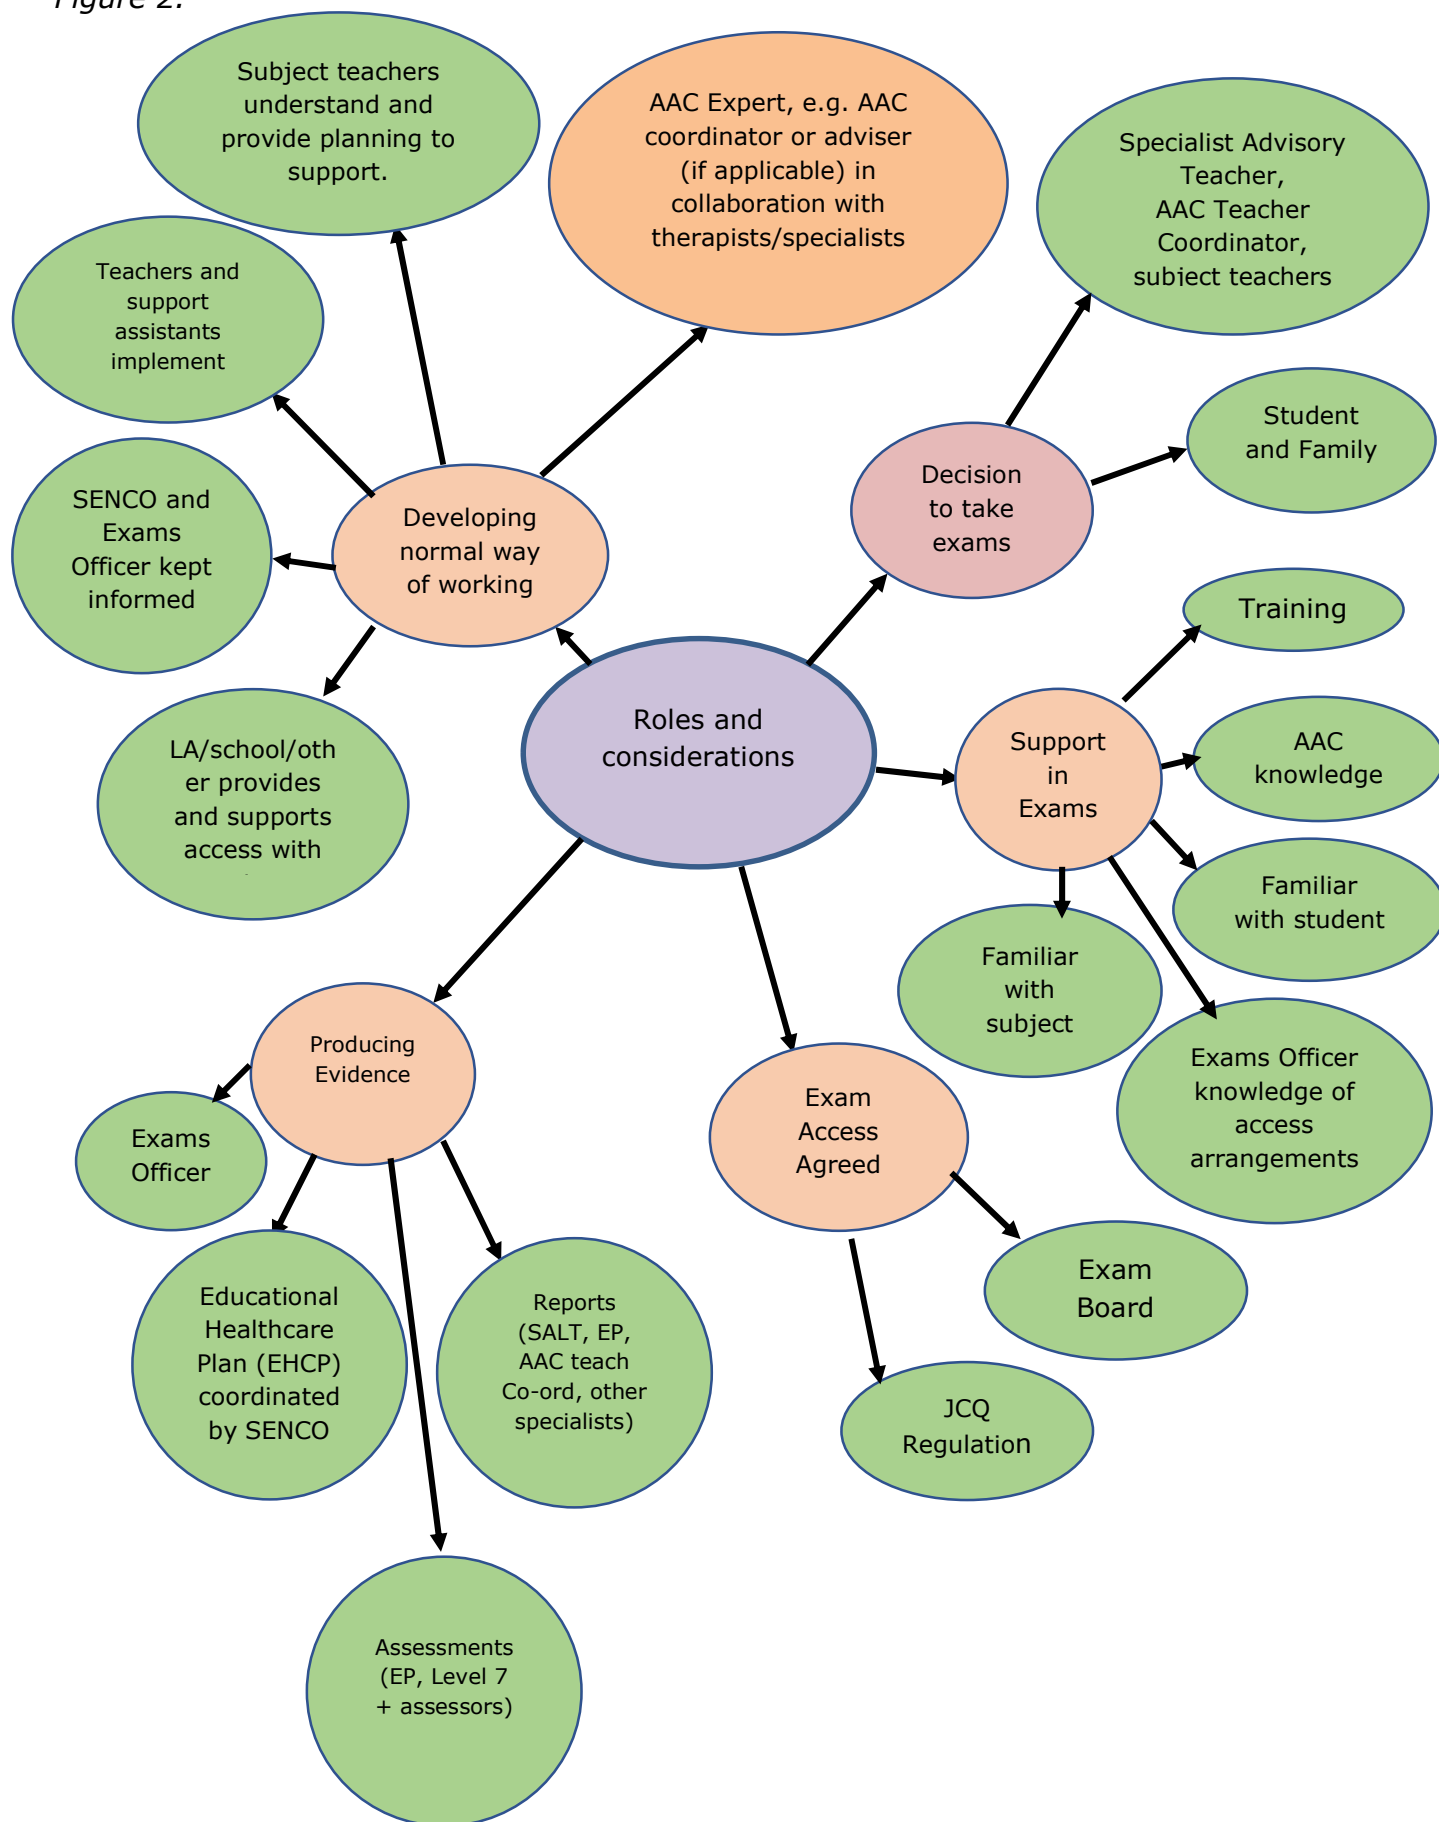 Figure 2.
Subject teachers
understand and
provide planning to
support.
AAC Expert, e.g. AAC
coordinator or adviser
(if applicable) in
collaboration with
therapists/specialists
Specialist Advisory
Teacher,
AAC Teacher
Coordinator,
subject teachers
Teachers and
support
assistants
implement
Student
and Family
SENCO and
Exams
Officer kept
informed
Developing
normal way
of working
Decision
to take
exams
Training
Roles and
considerations
LA/school/oth
er provides
and supports
access with
Support
in
Exams
AAC
knowledge
Familiar
with student
Familiar
with
subject
Exams Officer
knowledge of
access
arrangements
Producing
Evidence
Exam
Access
Agreed
Exams
Officer
Educational
Healthcare
Plan (EHCP)
coordinated
by SENCO
Reports
(SALT, EP,
AAC teach
Co-ord, other
specialists)
Exam
Board
JCQ
Regulation
Assessments
(EP, Level 7
+ assessors)